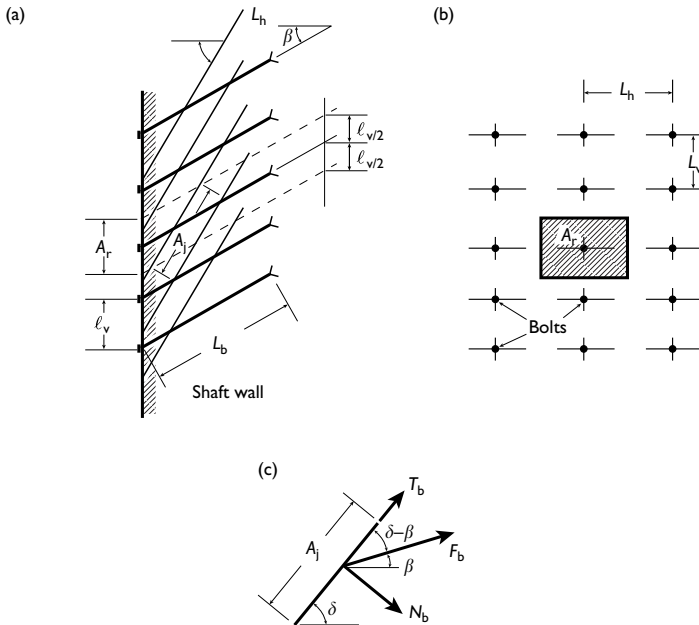 (a)
L_h
β
ℓ_v/2
ℓ_v/2
A_r
A_j
ℓ_v
L_b
Shaft wall
(b)
L_h
L_v
A_r
Bolts
(c)
T_b
δ–β
A_j
F_b
β
δ
N_b